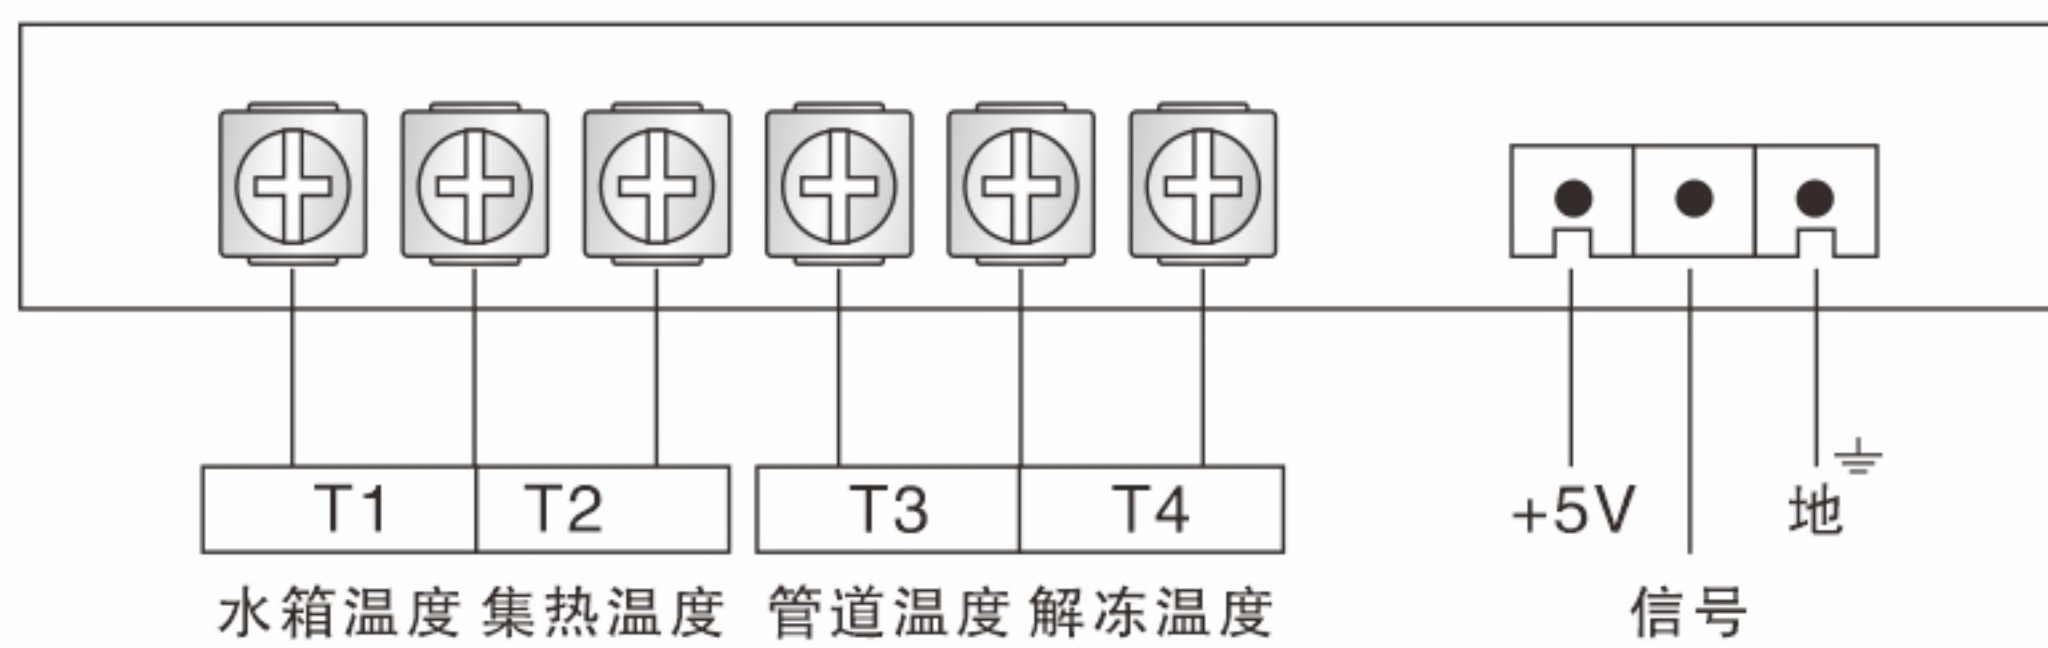 T1 T2 T3 T4 +5V 地
水箱温度 集热温度 管道温度 解冻温度 信号